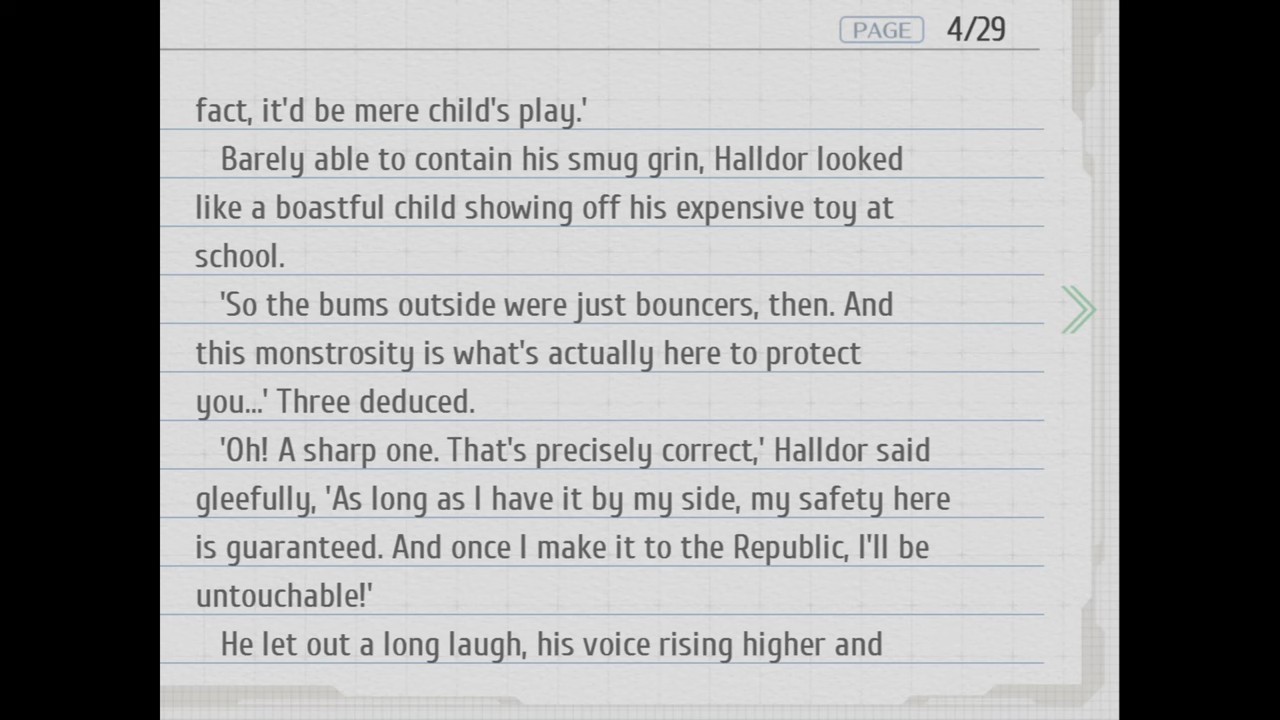 PAGE 4/29
fact, it'd be mere child's play.'
Barely able to contain his smug grin, Halldor looked
like a boastful child showing off his expensive toy at
school.
'So the bums outside were just bouncers, then. And
this monstrosity is what's actually here to protect
you...' Three deduced.
'Oh! A sharp one. That's precisely correct,' Halldor said
gleefully, 'As long as I have it by my side, my safety here
is guaranteed. And once I make it to the Republic, I'll be
untouchable!'
He let out a long laugh, his voice rising higher and